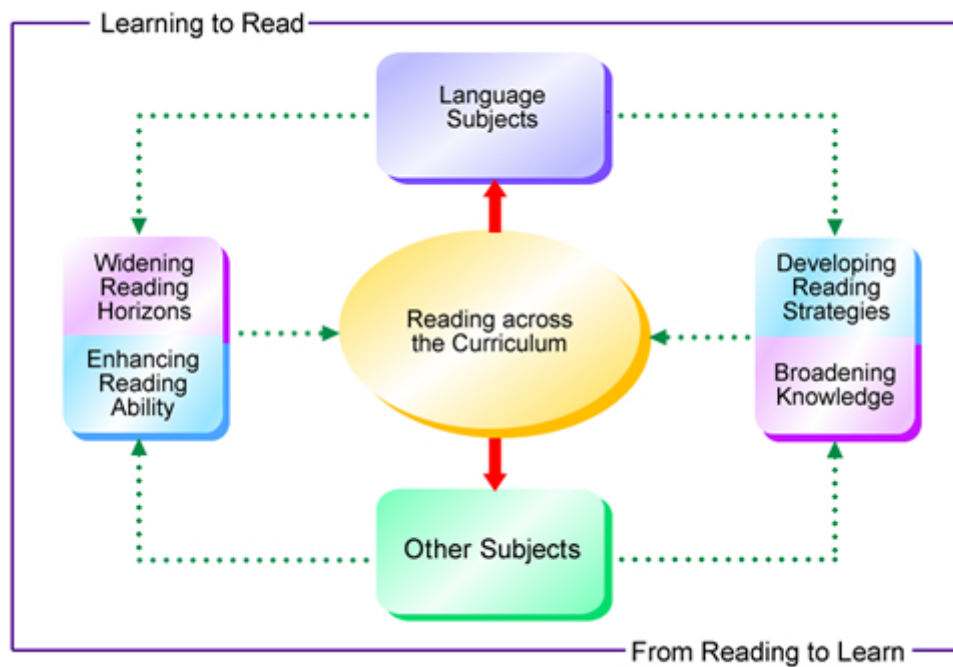 Learning to Read
Language
Subjects
Widening
Reading
Horizons
Enhancing
Reading
Ability
Reading across
the Curriculum
Developing
Reading
Strategies
Broadening
Knowledge
Other Subjects
From Reading to Learn